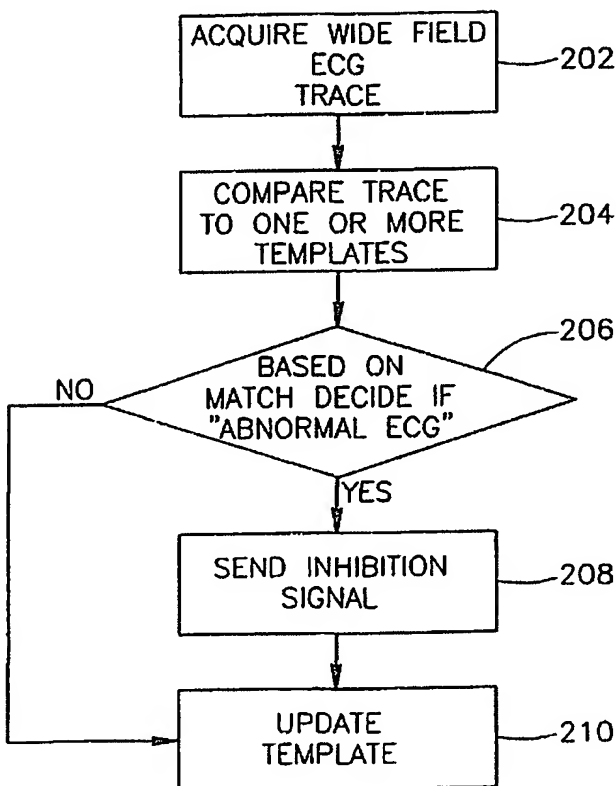 ACQUIRE WIDE FIELD
ECG
TRACE
202
COMPARE TRACE
TO ONE OR MORE
TEMPLATES
204
206
BASED ON
MATCH DECIDE IF
"ABNORMAL ECG"
NO
YES
SEND INHIBITION
SIGNAL
208
UPDATE
TEMPLATE
210